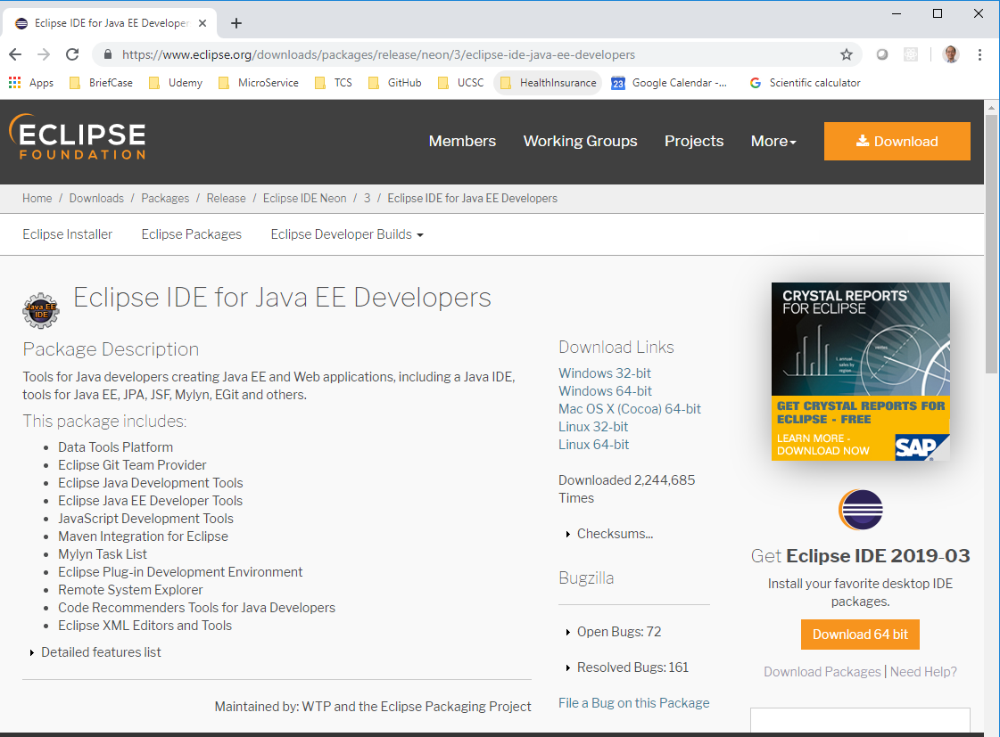 Eclipse IDE for Java EE Developer
https://www.eclipse.org/downloads/packages/release/neon/3/eclipse-ide-java-ee-developers
Apps BriefCase Udemy MicroService TCS GitHub UCSC HealthInsurance 23 Google Calendar -... G Scientific calculator
ECLIPSE
FOUNDATION
Members Working Groups Projects More Download
Home / Downloads / Packages / Release / Eclipse IDE Neon / 3 / Eclipse IDE for Java EE Developers
Eclipse Installer Eclipse Packages Eclipse Developer Builds
Java EE
IDE
Eclipse IDE for Java EE Developers
Package Description
Tools for Java developers creating Java EE and Web applications, including a Java IDE,
tools for Java EE, JPA, JSF, Mylyn, EGit and others.
This package includes:
• Data Tools Platform
• Eclipse Git Team Provider
• Eclipse Java Development Tools
• Eclipse Java EE Developer Tools
• JavaScript Development Tools
• Maven Integration for Eclipse
• Mylyn Task List
• Eclipse Plug-in Development Environment
• Remote System Explorer
• Code Recommenders Tools for Java Developers
• Eclipse XML Editors and Tools
Detailed features list
Maintained by: WTP and the Eclipse Packaging Project
Download Links
Windows 32-bit
Windows 64-bit
Mac OS X (Cocoa) 64-bit
Linux 32-bit
Linux 64-bit
Downloaded 2,244,685
Times
Checksums...
Bugzilla
Open Bugs: 72
Resolved Bugs: 161
File a Bug on this Package
CRYSTAL REPORTS®
FOR ECLIPSE
vertex
1. annual
sales by
region
GET CRYSTAL REPORTS FOR
ECLIPSE - FREE
LEARN MORE -
DOWNLOAD NOW
SAP
Get Eclipse IDE 2019-03
Install your favorite desktop IDE
packages.
Download 64 bit
Download Packages | Need Help?